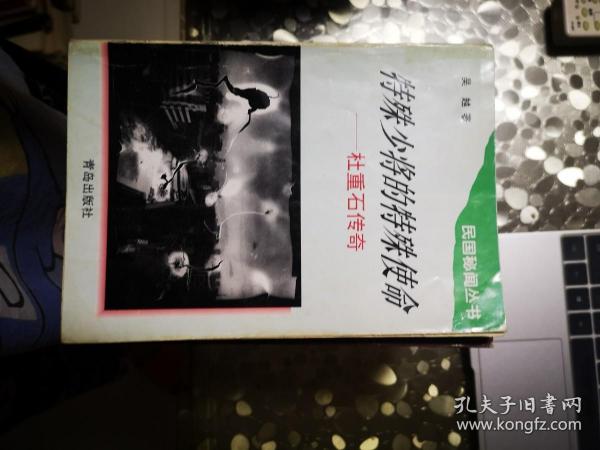 民国秘闻丛书
吴越著
特殊少将的特殊使命
——杜重石传奇
青岛出版社
孔夫子旧书网
www.kongfz.com